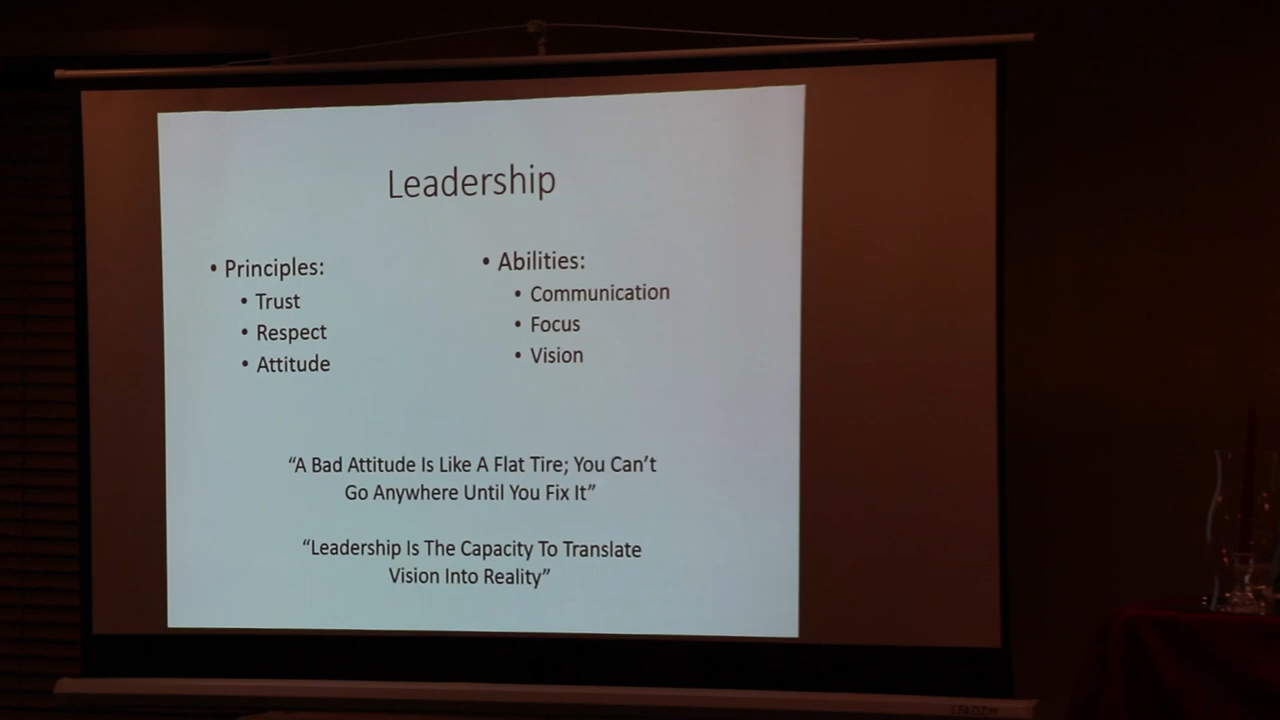 Leadership
• Principles:
• Trust
• Respect
• Attitude
• Abilities:
• Communication
• Focus
• Vision
“A Bad Attitude Is Like A Flat Tire; You Can’t
Go Anywhere Until You Fix It”
“Leadership Is The Capacity To Translate
Vision Into Reality”